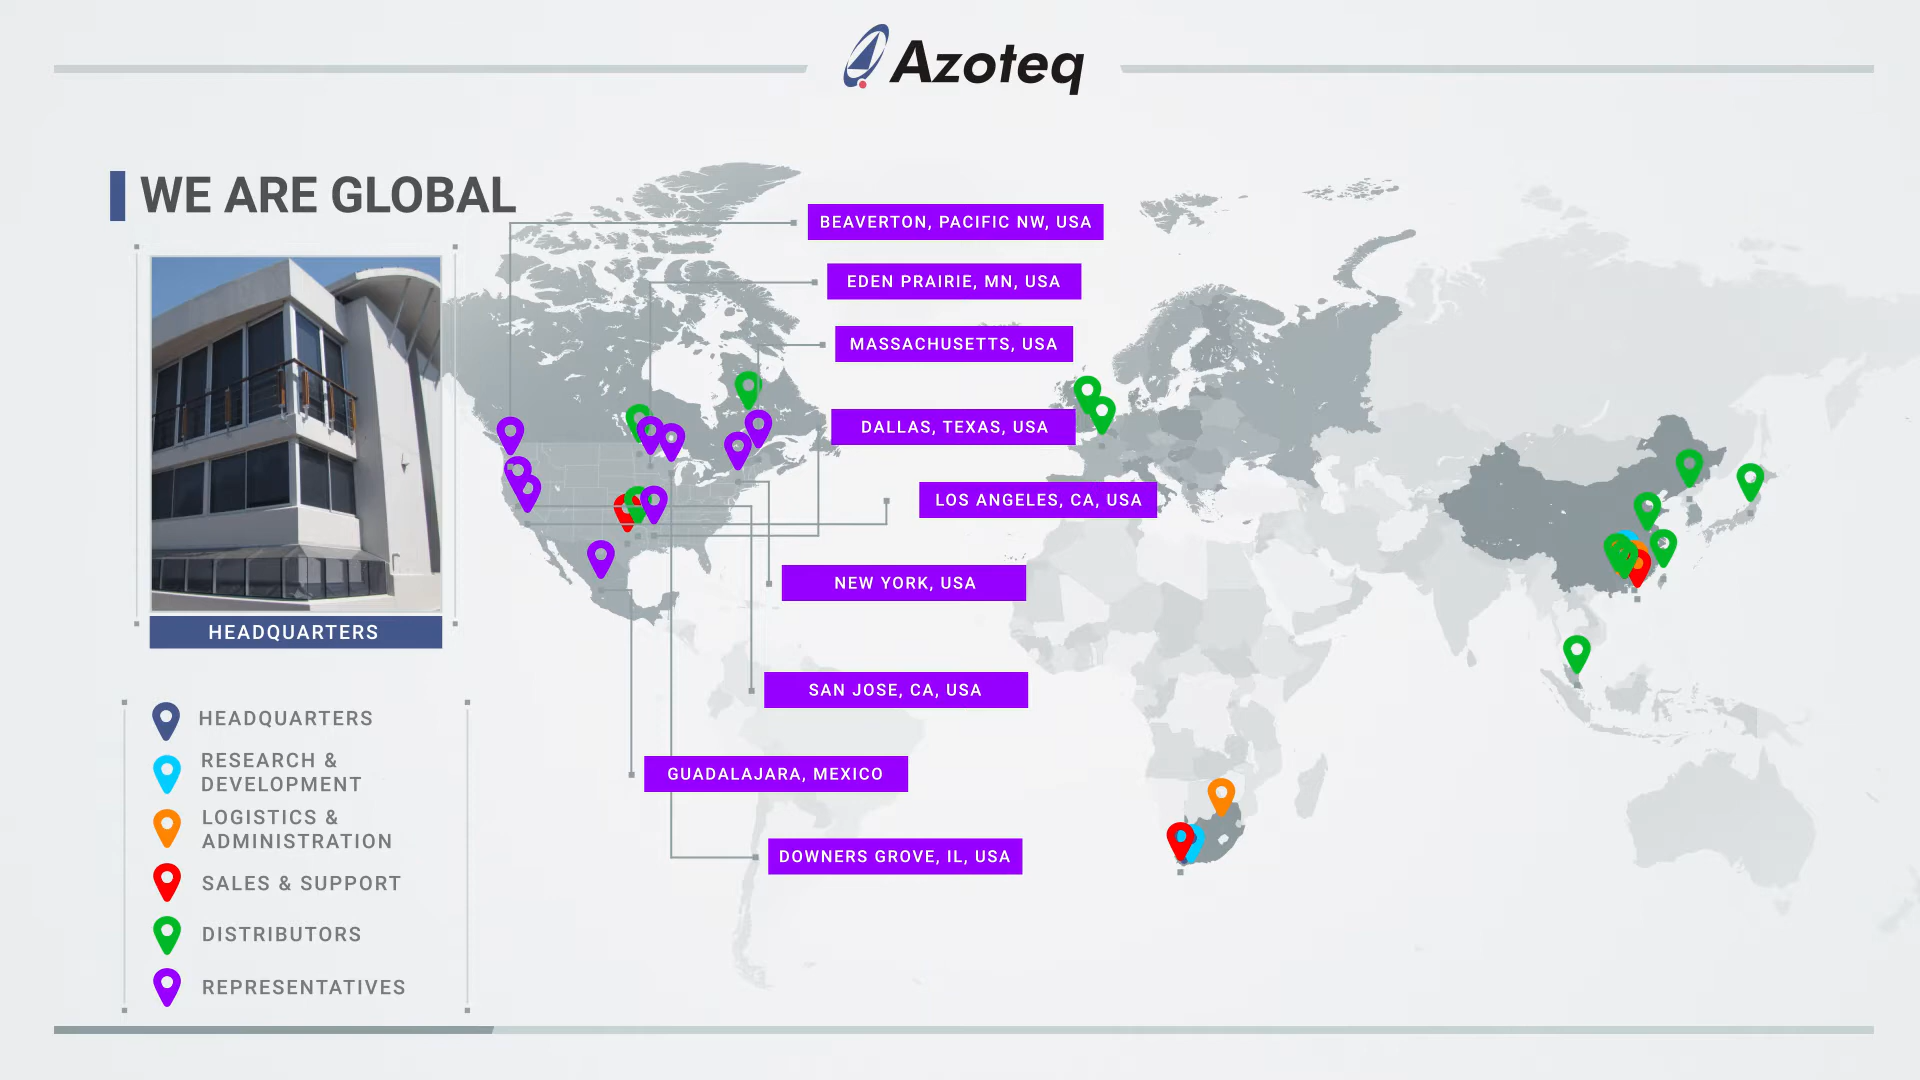 Azoteq
WE ARE GLOBAL
HEADQUARTERS
HEADQUARTERS
RESEARCH &
DEVELOPMENT
LOGISTICS &
ADMINISTRATION
SALES & SUPPORT
DISTRIBUTORS
REPRESENTATIVES
BEAVERTON, PACIFIC NW, USA
EDEN PRAIRIE, MN, USA
MASSACHUSETTS, USA
DALLAS, TEXAS, USA
LOS ANGELES, CA, USA
NEW YORK, USA
SAN JOSE, CA, USA
GUADALAJARA, MEXICO
DOWNERS GROVE, IL, USA